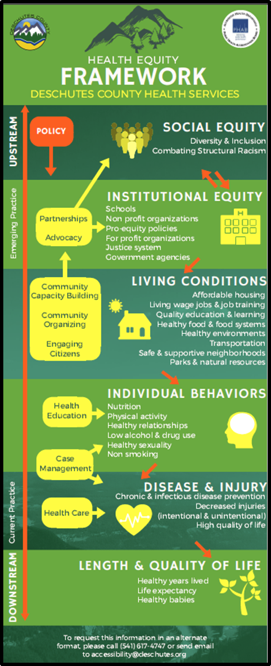 DESCHUTES COUNTY
PHAB
HEALTH EQUITY
FRAMEWORK
DESCHUTES COUNTY HEALTH SERVICES
UPSTREAM
POLICY
SOCIAL EQUITY
Diversity & Inclusion
Combating Structural Racism
Emerging Practice
Partnerships
Advocacy
INSTITUTIONAL EQUITY
Schools
Non profit organizations
Pro-equity policies
For profit organizations
Justice system
Government agencies
Community
Capacity Building
Community
Organizing
Engaging
Citizens
LIVING CONDITIONS
Affordable housing
Living wage jobs & job training
Quality education & learning
Healthy food & food systems
Healthy environments
Transportation
Safe & supportive neighborhoods
Parks & natural resources
INDIVIDUAL BEHAVIORS
Health
Education
Nutrition
Physical activity
Healthy relationships
Low alcohol & drug use
Healthy sexuality
Non smoking
Case
Management
Current Practice
DISEASE & INJURY
Chronic & infectious disease prevention
Decreased injuries
(intentional & unintentional)
High quality of life
Health Care
DOWNSTREAM
LENGTH & QUALITY OF LIFE
Healthy years lived
Life expectancy
Healthy babies
To request this information in an alternate
format, please call (541) 617-4747 or send email
to accessibility@deschutes.org